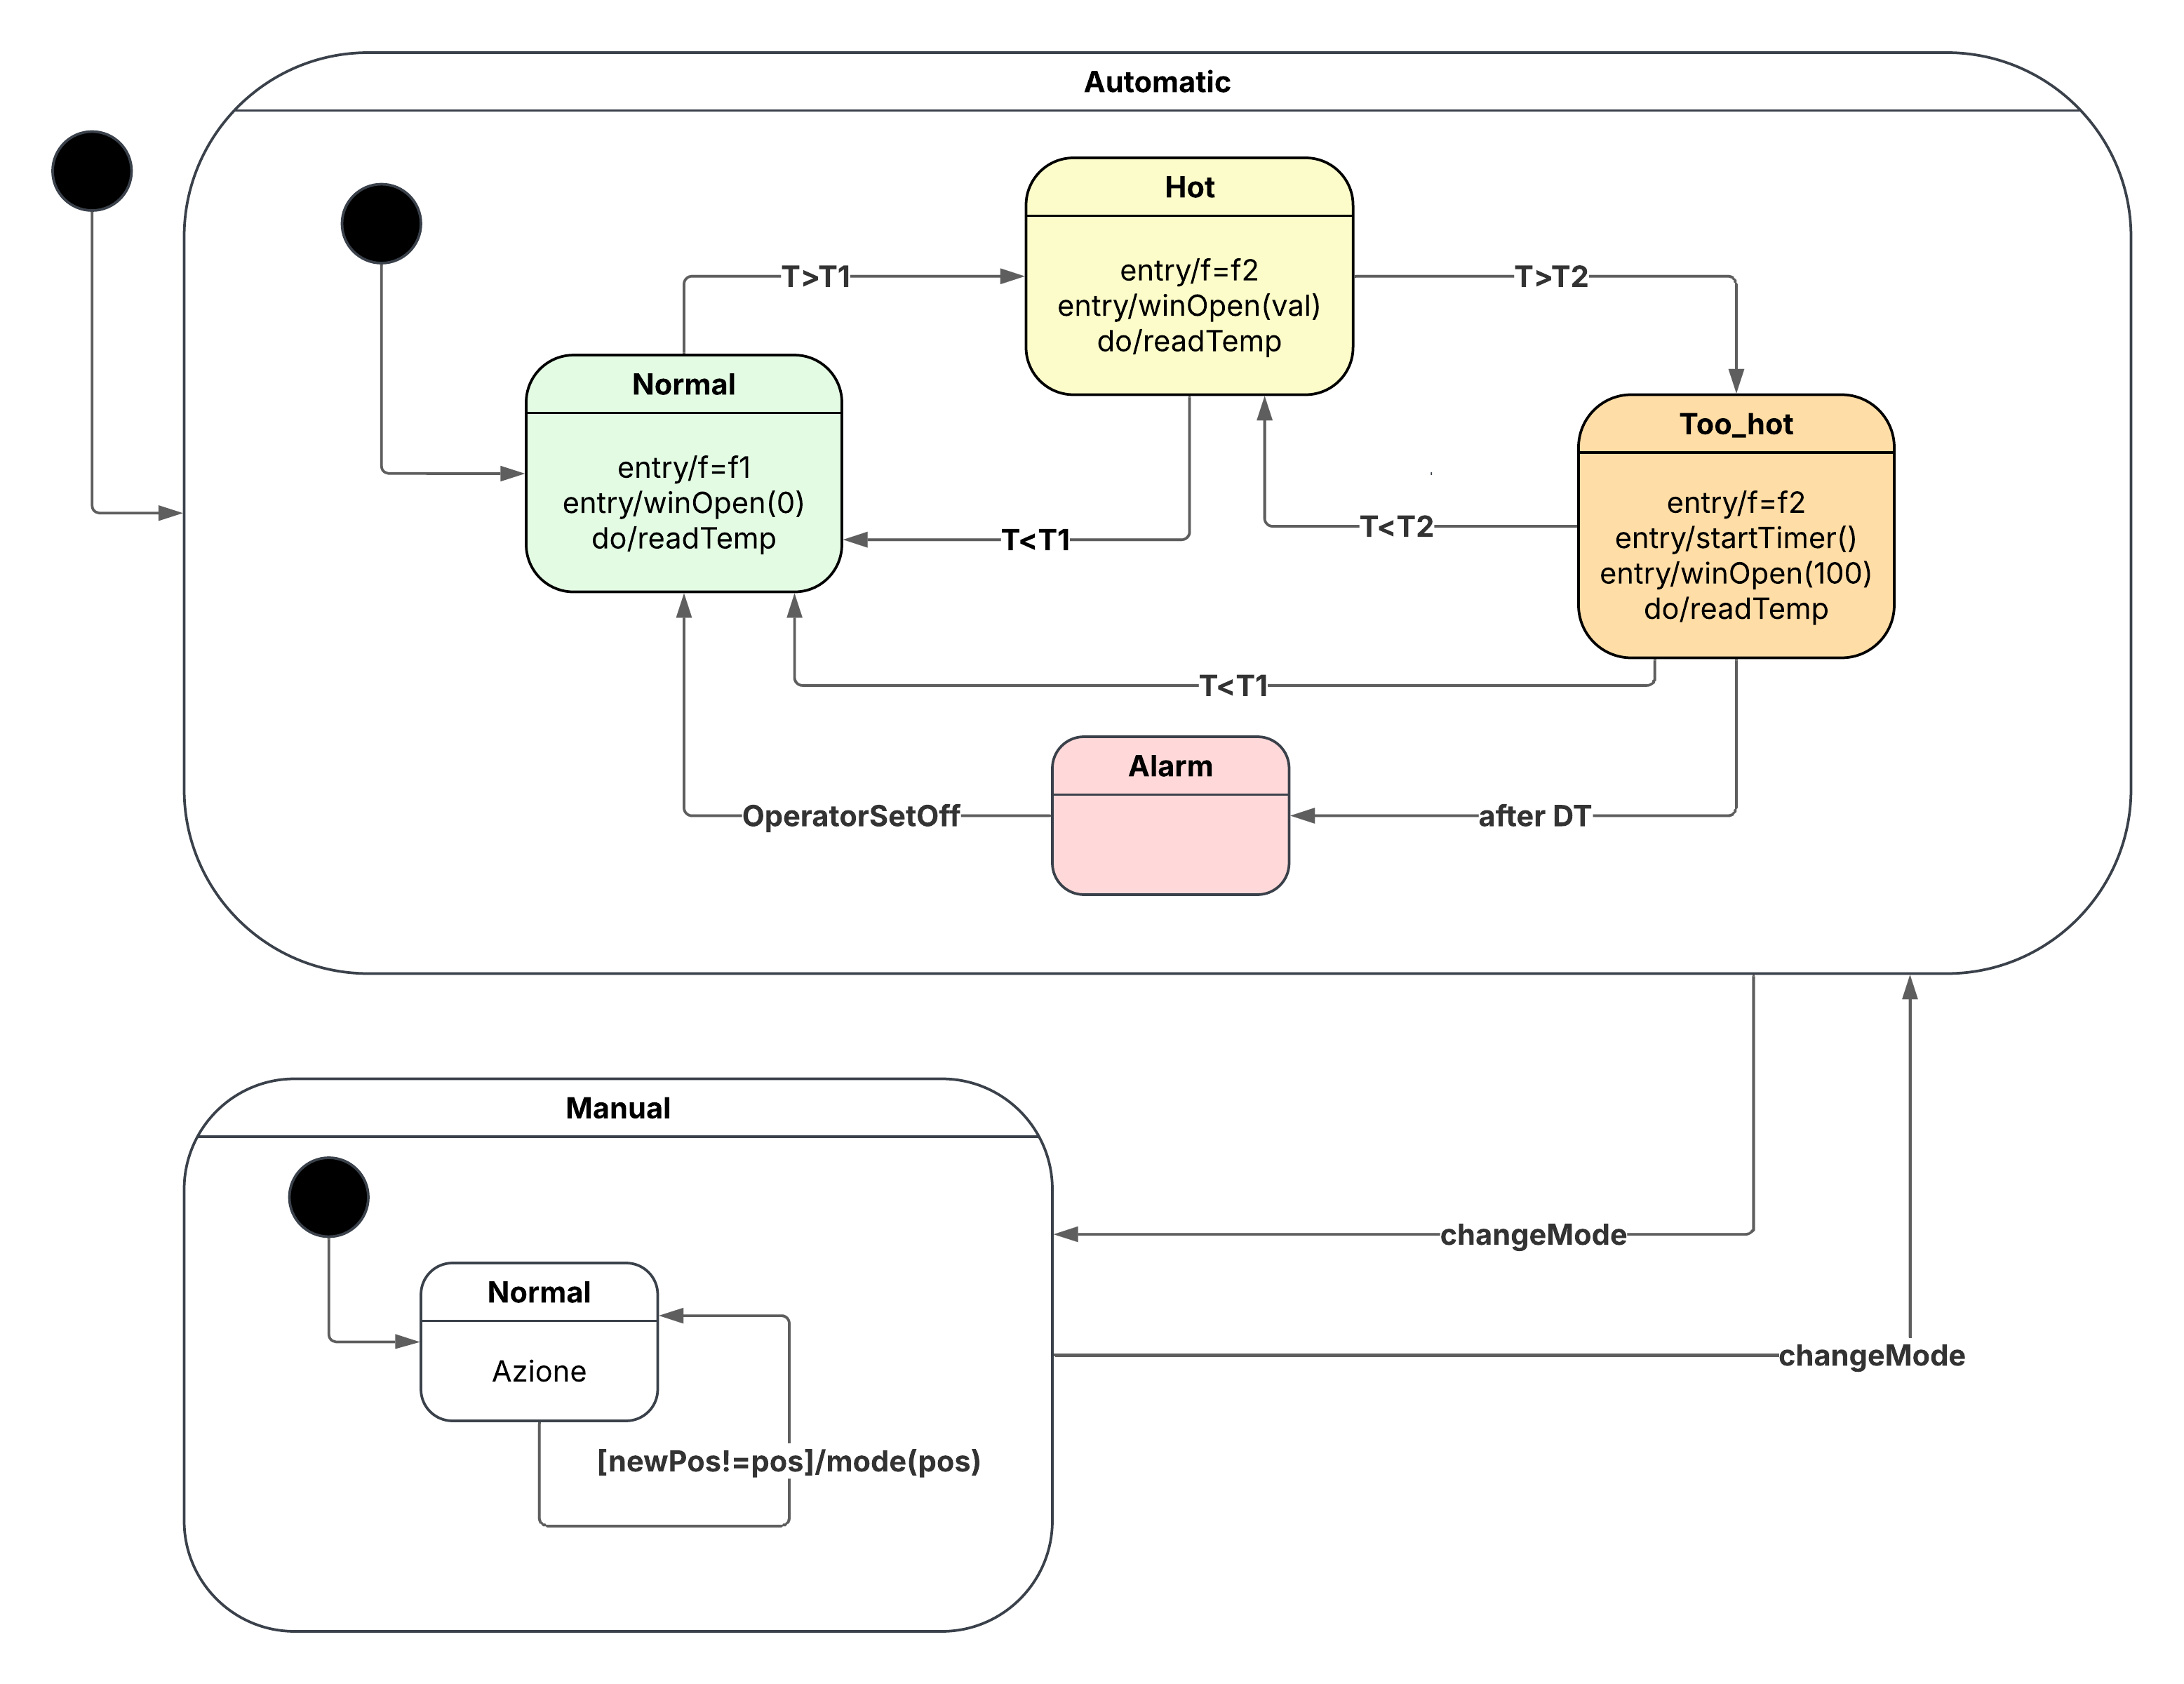 Automatic
Hot
entry/f=f2
entry/winOpen(val)
do/readTemp
T>T1
T>T2
Normal
entry/f=f1
entry/winOpen(0)
do/readTemp
Too_hot
entry/f=f2
entry/startTimer()
entry/winOpen(100)
do/readTemp
T<T1
T<T2
T<T1
Alarm
OperatorSetOff
after DT
Manual
changeMode
Normal
Azione
changeMode
[newPos!=pos]/mode(pos)